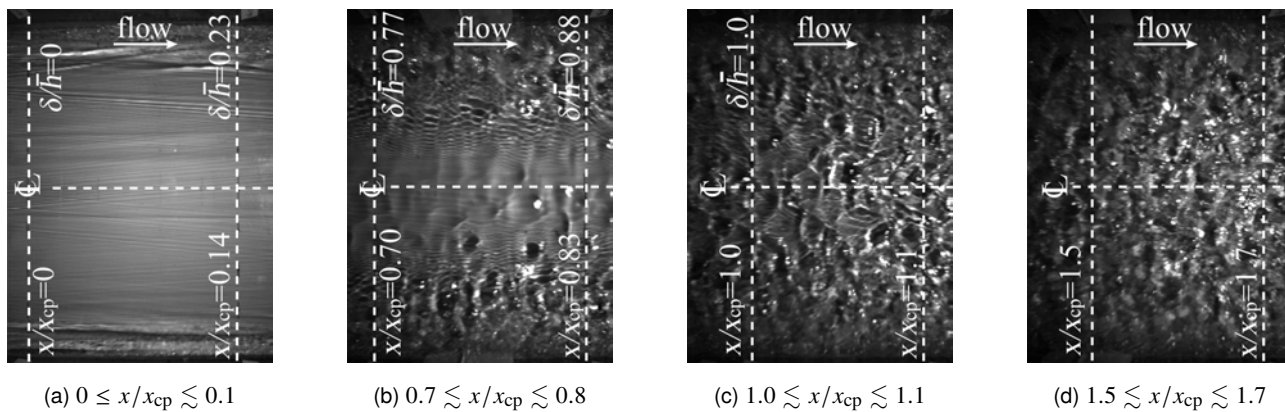 flow
δ/h̄=0
δ/h̄=0.23
℄
x/xcp=0
x/xcp=0.14
(a) 0 ≤ x/xcp ≲ 0.1
flow
δ/h̄=0.77
δ/h̄=0.88
℄
x/xcp=0.70
x/xcp=0.83
(b) 0.7 ≲ x/xcp ≲ 0.8
flow
δ/h̄=1.0
℄
x/xcp=1.0
x/xcp=1.1
(c) 1.0 ≲ x/xcp ≲ 1.1
flow
℄
x/xcp=1.5
x/xcp=1.7
(d) 1.5 ≲ x/xcp ≲ 1.7